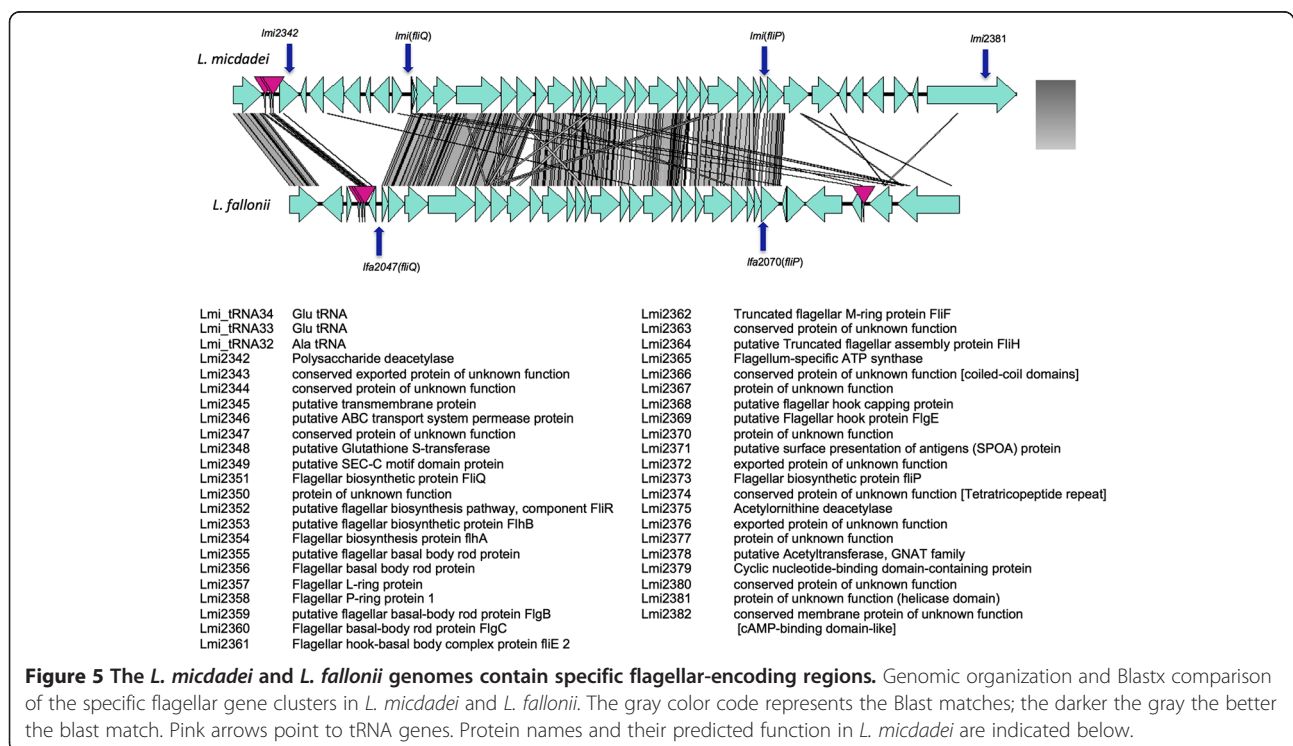 lmi2342
lmi(fliQ)
lmi(fliP)
lmi2381
L. micdadei
L. fallonii
lfa2047(fliQ)
lfa2070(fliP)
Lmi_tRNA34 Glu tRNA
Lmi_tRNA33 Glu tRNA
Lmi_tRNA32 Ala tRNA
Lmi2342 Polysaccharide deacetylase
Lmi2343 conserved exported protein of unknown function
Lmi2344 conserved protein of unknown function
Lmi2345 putative transmembrane protein
Lmi2346 putative ABC transport system permease protein
Lmi2347 conserved protein of unknown function
Lmi2348 putative Glutathione S-transferase
Lmi2349 putative SEC-C motif domain protein
Lmi2351 Flagellar biosynthetic protein FliQ
Lmi2350 protein of unknown function
Lmi2352 putative flagellar biosynthesis pathway, component FliR
Lmi2353 putative flagellar biosynthetic protein FlhB
Lmi2354 Flagellar biosynthesis protein flhA
Lmi2355 putative flagellar basal body rod protein
Lmi2356 Flagellar basal body rod protein
Lmi2357 Flagellar L-ring protein
Lmi2358 Flagellar P-ring protein 1
Lmi2359 putative flagellar basal-body rod protein FlgB
Lmi2360 Flagellar basal-body rod protein FlgC
Lmi2361 Flagellar hook-basal body complex protein fliE 2
Lmi2362 Truncated flagellar M-ring protein FliF
Lmi2363 conserved protein of unknown function
Lmi2364 putative Truncated flagellar assembly protein FliH
Lmi2365 Flagellum-specific ATP synthase
Lmi2366 conserved protein of unknown function [coiled-coil domains]
Lmi2367 protein of unknown function
Lmi2368 putative flagellar hook capping protein
Lmi2369 putative Flagellar hook protein FlgE
Lmi2370 protein of unknown function
Lmi2371 putative surface presentation of antigens (SPOA) protein
Lmi2372 exported protein of unknown function
Lmi2373 Flagellar biosynthetic protein fliP
Lmi2374 conserved protein of unknown function [Tetratricopeptide repeat]
Lmi2375 Acetylornithine deacetylase
Lmi2376 exported protein of unknown function
Lmi2377 protein of unknown function
Lmi2378 putative Acetyltransferase, GNAT family
Lmi2379 Cyclic nucleotide-binding domain-containing protein
Lmi2380 conserved protein of unknown function
Lmi2381 protein of unknown function (helicase domain)
Lmi2382 conserved membrane protein of unknown function
[cAMP-binding domain-like]
Figure 5 The L. micdadei and L. fallonii genomes contain specific flagellar-encoding regions. Genomic organization and Blastx comparison
of the specific flagellar gene clusters in L. micdadei and L. fallonii. The gray color code represents the Blast matches; the darker the gray the better
the blast match. Pink arrows point to tRNA genes. Protein names and their predicted function in L. micdadei are indicated below.